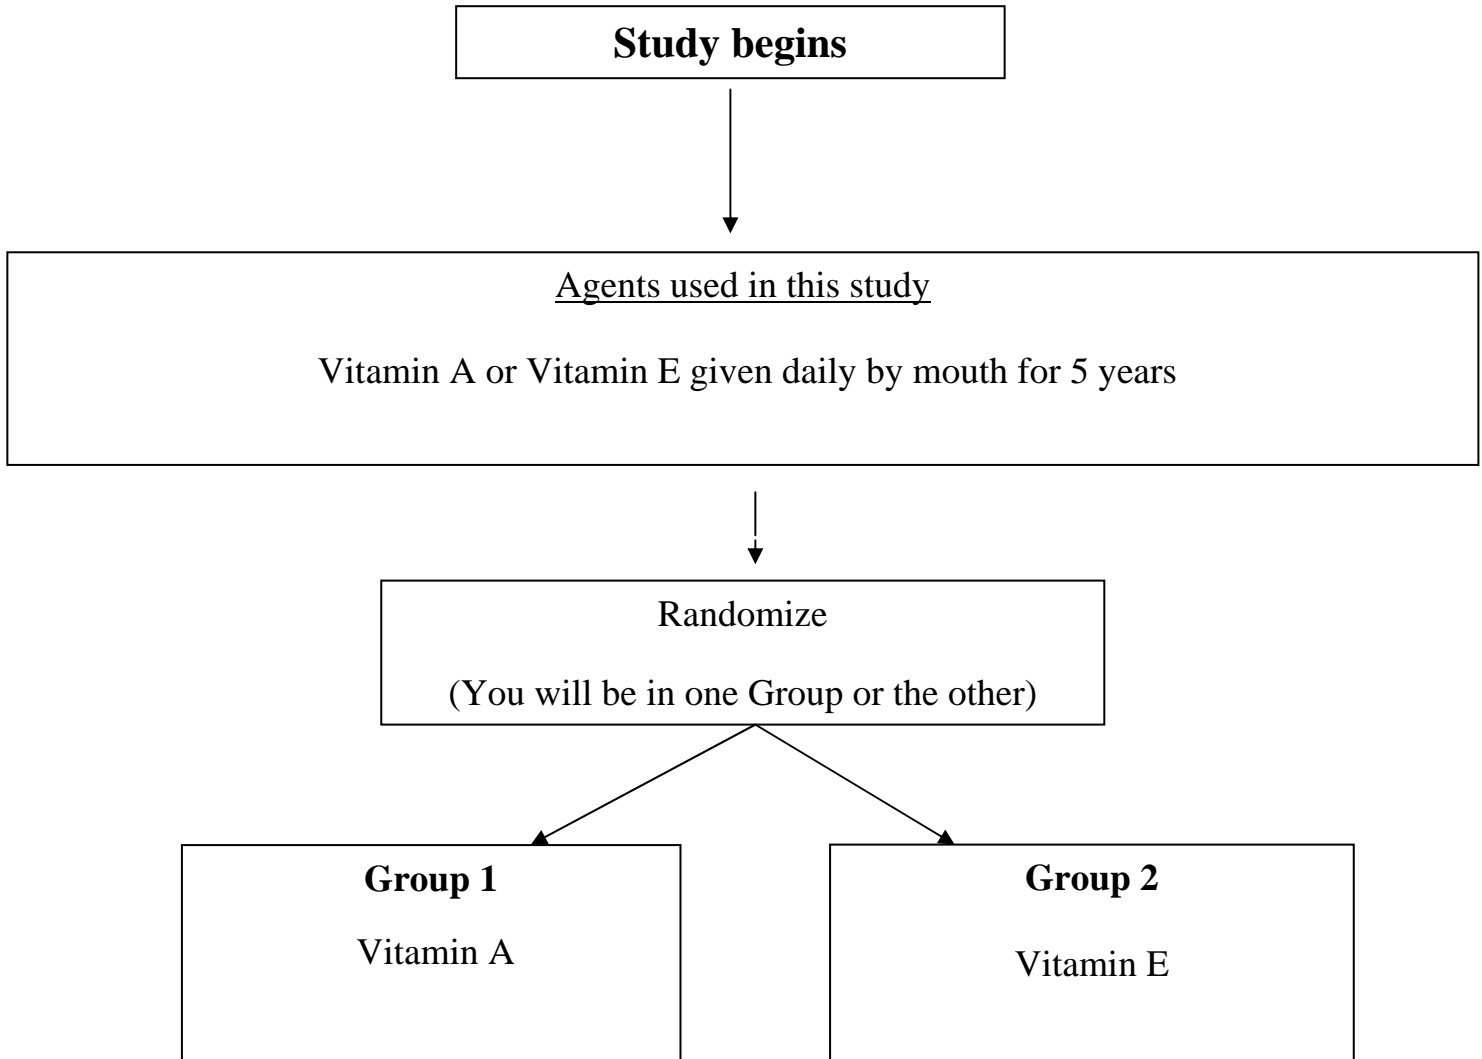 Study begins
Agents used in this study
Vitamin A or Vitamin E given daily by mouth for 5 years
Randomize
(You will be in one Group or the other)
Group 1
Vitamin A
Group 2
Vitamin E